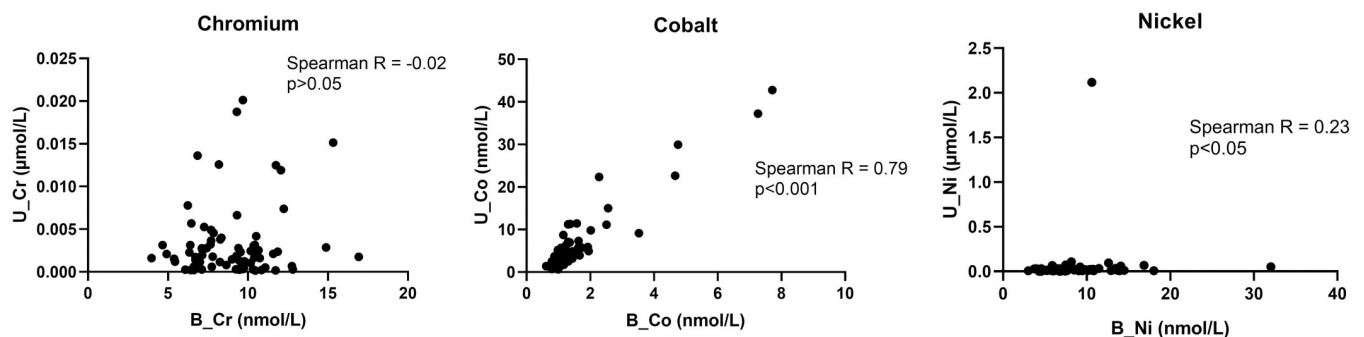 Chromium
Spearman R = -0.02
p>0.05
U_Cr (µmol/L)
0.025
0.020
0.015
0.010
0.005
0.000
0
5
10
15
20
B_Cr (nmol/L)
Cobalt
Spearman R = 0.79
p<0.001
U_Co (nmol/L)
50
40
30
20
10
0
0
2
4
6
8
10
B_Co (nmol/L)
Nickel
Spearman R = 0.23
p<0.05
U_Ni (µmol/L)
2.5
2.0
1.5
1.0
0.5
0.0
0
10
20
30
40
B_Ni (nmol/L)